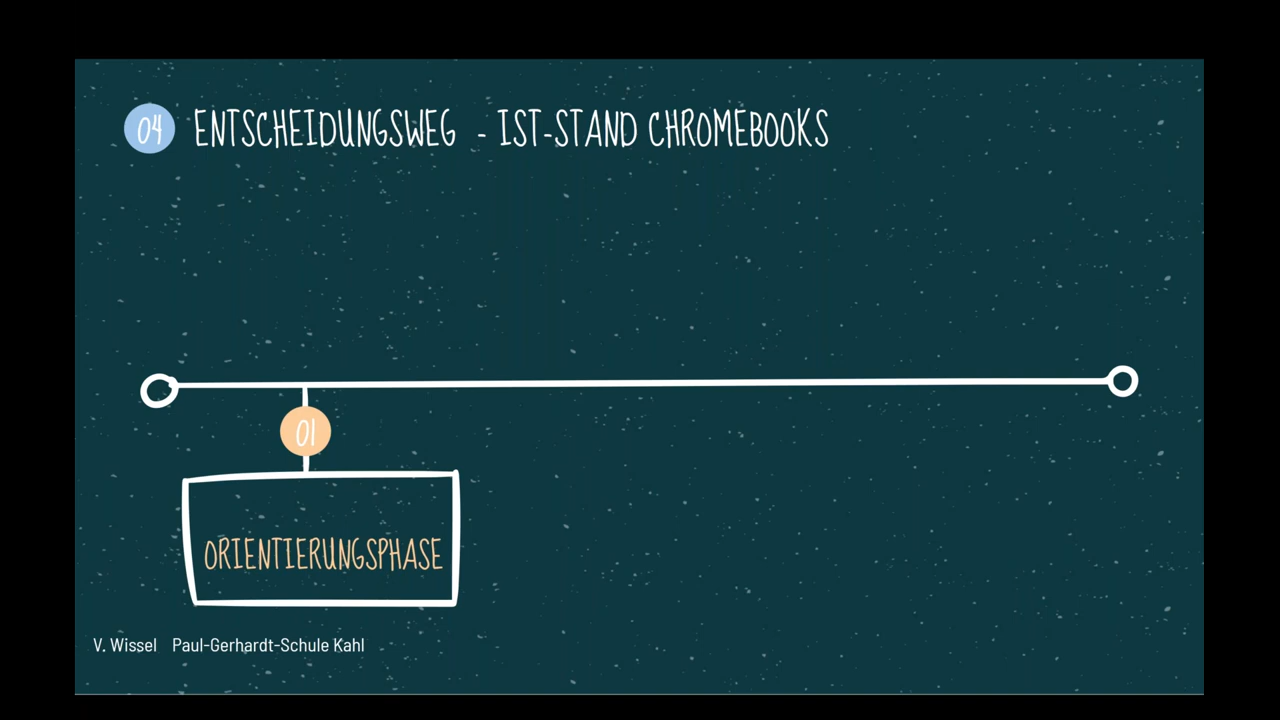 04 ENTSCHEIDUNGSWEG - IST-STAND CHROMEBOOKS
01
ORIENTIERUNGSPHASE
V. Wissel Paul-Gerhardt-Schule Kahl